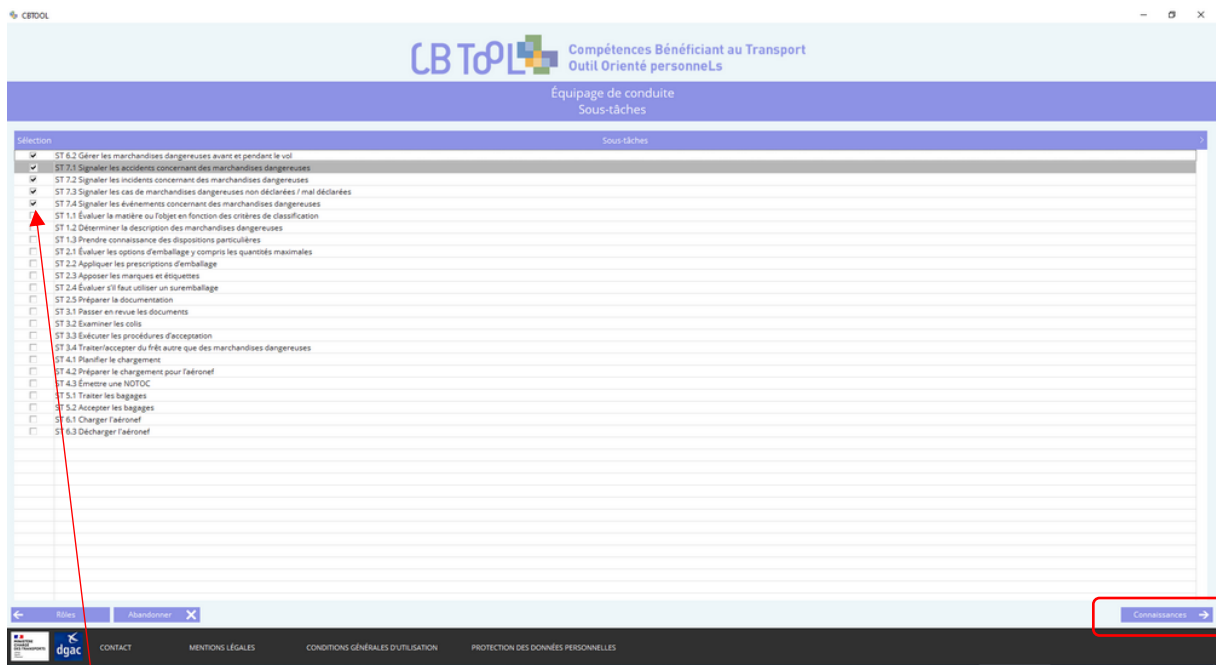 CBTOOL
CB TOOL
Compétences Bénéficiant au Transport
Outil Orienté personneLs
Équipage de conduite
Sous-tâches
Sélection Sous-tâches
ST 6.2 Gérer les marchandises dangereuses avant et pendant le vol
ST 7.1 Signaler les accidents concernant des marchandises dangereuses
ST 7.2 Signaler les incidents concernant des marchandises dangereuses
ST 7.3 Signaler les cas de marchandises dangereuses non déclarées / mal déclarées
ST 7.4 Signaler les événements concernant des marchandises dangereuses
ST 1.1 Évaluer la matière ou l'objet en fonction des critères de classification
ST 1.2 Déterminer la description des marchandises dangereuses
ST 1.3 Prendre connaissance des dispositions particulières
ST 2.1 Évaluer les options d'emballage y compris les quantités maximales
ST 2.2 Appliquer les prescriptions d'emballage
ST 2.3 Apposer les marques et étiquettes
ST 2.4 Évaluer s'il faut utiliser un suremballage
ST 2.5 Préparer la documentation
ST 3.1 Passer en revue les documents
ST 3.2 Examiner les colis
ST 3.3 Exécuter les procédures d'acceptation
ST 3.4 Traiter/accepter du frêt autre que des marchandises dangereuses
ST 4.1 Planifier le chargement
ST 4.2 Préparer le chargement pour l'aéronef
ST 4.3 Émettre une NOTOC
ST 5.1 Traiter les bagages
ST 5.2 Accepter les bagages
ST 6.1 Charger l'aéronef
ST 6.3 Décharger l'aéronef
Rôles Abandonner Connaissances
dgac CONTACT MENTIONS LÉGALES CONDITIONS GÉNÉRALES D'UTILISATION PROTECTION DES DONNÉES PERSONNELLES